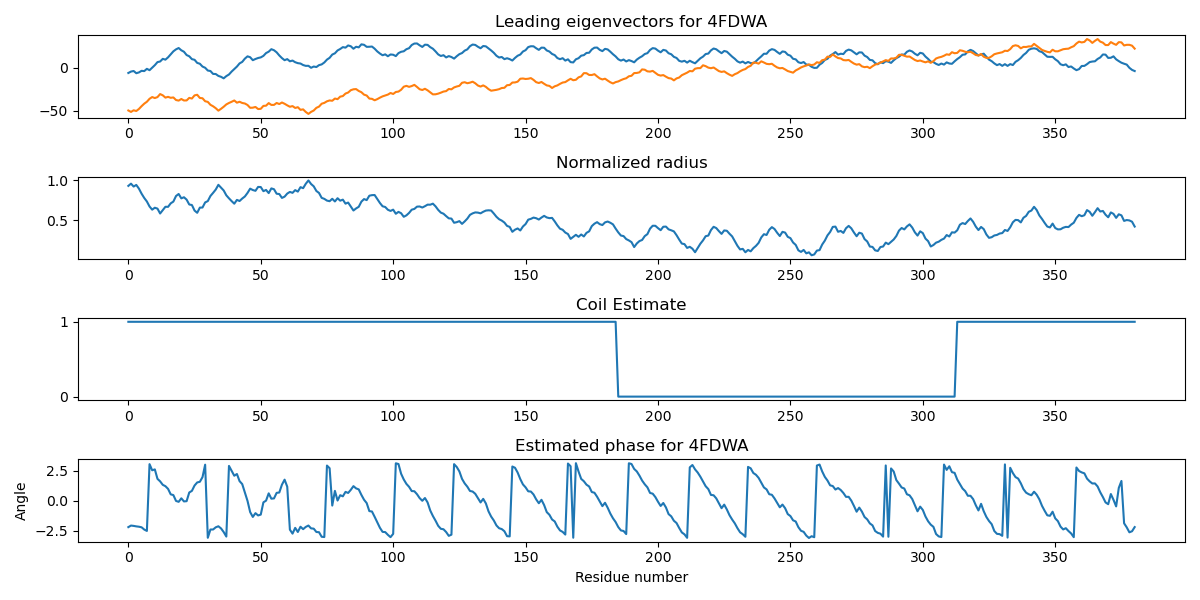 Leading eigenvectors for 4FDWA
0
−50
0 50 100 150 200 250 300 350
Normalized radius
1.0
0.5
0 50 100 150 200 250 300 350
Coil Estimate
1
0
0 50 100 150 200 250 300 350
Estimated phase for 4FDWA
Angle
2.5
0.0
−2.5
0 50 100 150 200 250 300 350
Residue number